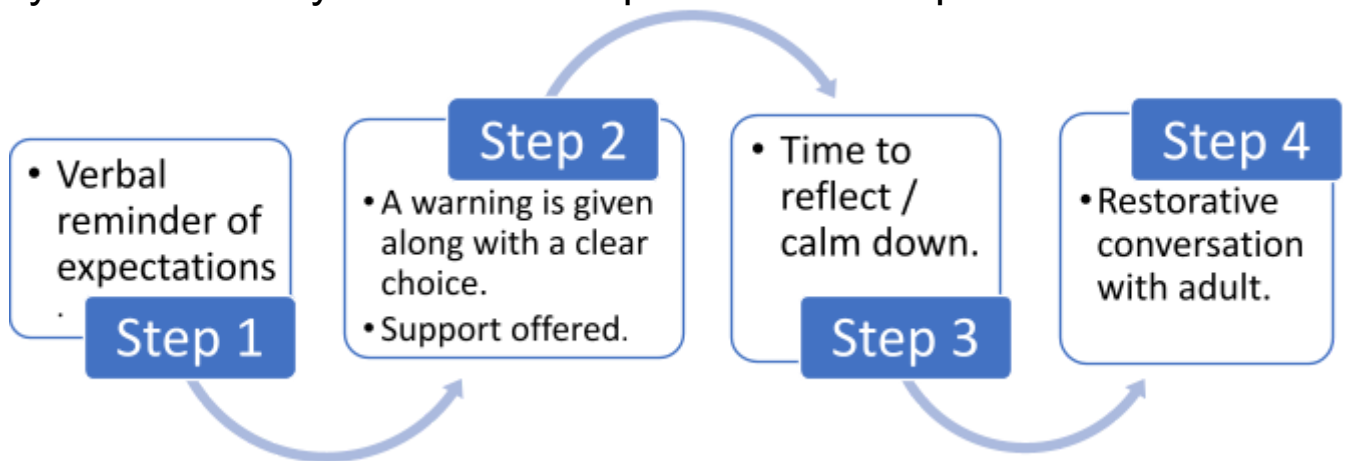 • Verbal
reminder of
expectations
.
Step 1
Step 2
• A warning is given
along with a clear
choice.
• Support offered.
• Time to
reflect /
calm down.
Step 3
Step 4
• Restorative
conversation
with adult.